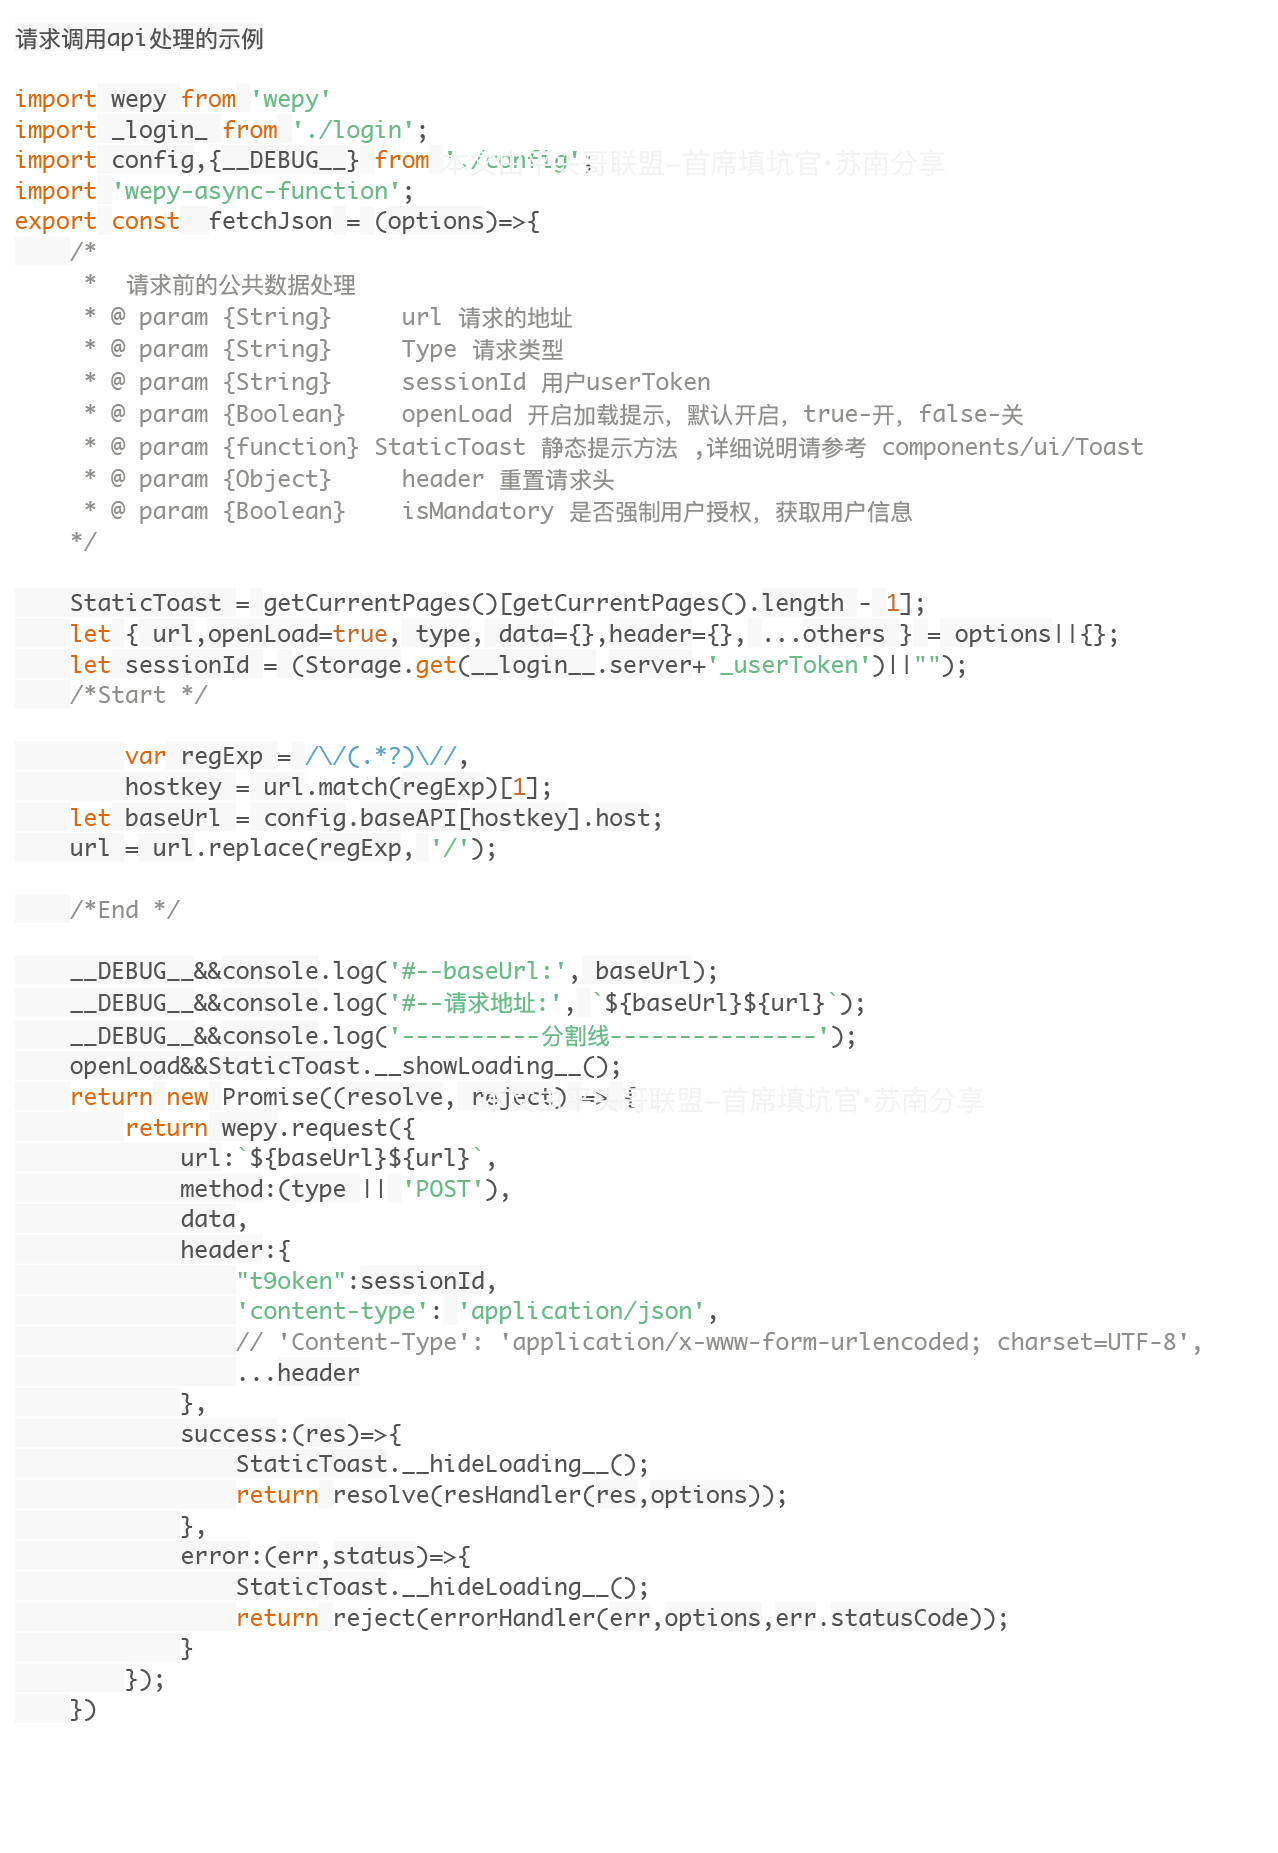 请求调用api处理的示例
import wepy from 'wepy'
import _login_ from './login';
import config,{__DEBUG__} from './config';
import 'wepy-async-function';
export const  fetchJson = (options)=>{
    /*
     *  请求前的公共数据处理
     * @ param {String}     url 请求的地址
     * @ param {String}     Type 请求类型
     * @ param {String}     sessionId 用户userToken
     * @ param {Boolean}    openLoad 开启加载提示，默认开启，true-开，false-关
     * @ param {function} StaticToast 静态提示方法 ,详细说明请参考 components/ui/Toast
     * @ param {Object}     header 重置请求头
     * @ param {Boolean}    isMandatory 是否强制用户授权，获取用户信息
    */
    StaticToast = getCurrentPages()[getCurrentPages().length - 1];
    let { url,openLoad=true, type, data={},header={}, ...others } = options||{};
    let sessionId = (Storage.get(__login__.server+'_userToken')||"");
    /*Start */
        var regExp = /\/(.*?)\//,
        hostkey = url.match(regExp)[1];
    let baseUrl = config.baseAPI[hostkey].host;
    url = url.replace(regExp, '/');
    /*End */
    __DEBUG__&&console.log('#--baseUrl:', baseUrl);
    __DEBUG__&&console.log('#--请求地址:', `${baseUrl}${url}`);
    __DEBUG__&&console.log('----------分割线---------------');
    openLoad&&StaticToast.__showLoading__();
    return new Promise((resolve, reject) => {
        return wepy.request({
            url:`${baseUrl}${url}`,
            method:(type || 'POST'),
            data,
            header:{
                "t9oken":sessionId,
                'content-type': 'application/json',
                // 'Content-Type': 'application/x-www-form-urlencoded; charset=UTF-8',
                ...header
            },
            success:(res)=>{
                StaticToast.__hideLoading__();
                return resolve(resHandler(res,options));
            },
            error:(err,status)=>{
                StaticToast.__hideLoading__();
                return reject(errorHandler(err,options,err.statusCode));
            }
        });
    })
本文由平头哥联盟-首席填坑官•苏南分享
本文由平头哥联盟-首席填坑官•苏南分享